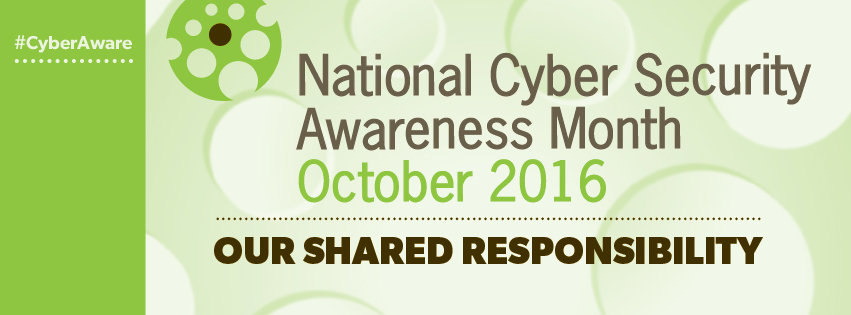 #CyberAware
National Cyber Security
Awareness Month
October 2016
OUR SHARED RESPONSIBILITY